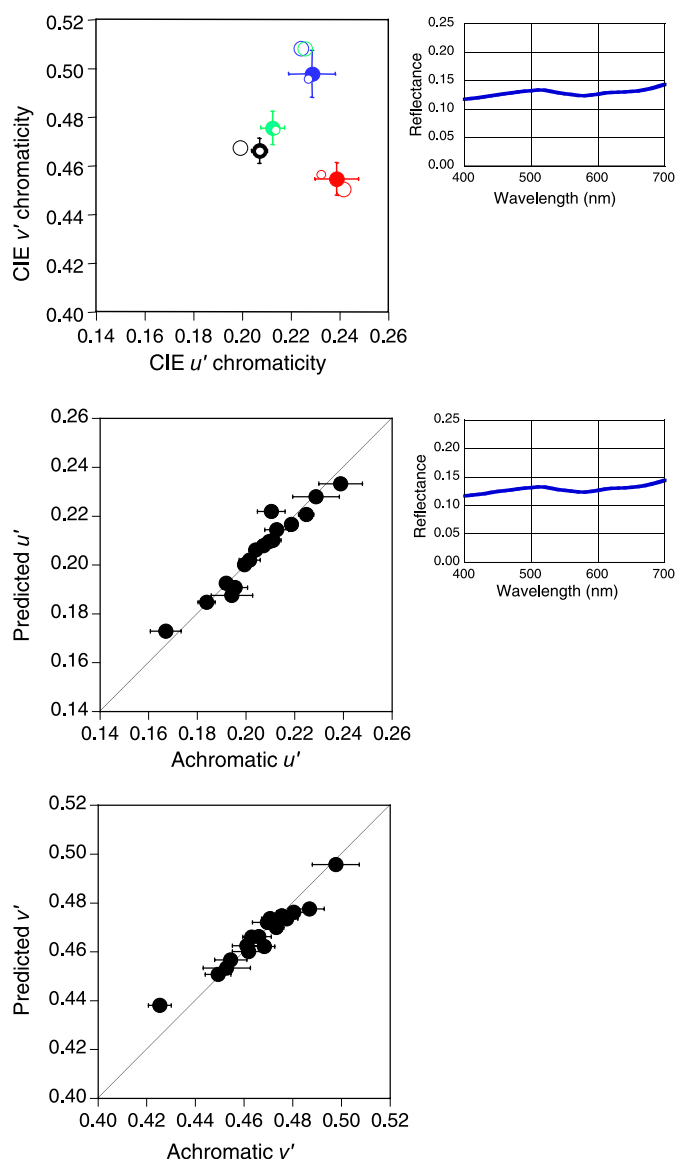 0.52
0.50
0.48
0.46
0.44
0.42
0.40
CIE v' chromaticity
0.14 0.16 0.18 0.20 0.22 0.24 0.26
CIE u' chromaticity
0.25
0.20
0.15
0.10
0.05
0.00
Reflectance
400 500 600 700
Wavelength (nm)
0.26
0.24
0.22
0.20
0.18
0.16
0.14
Predicted u'
0.14 0.16 0.18 0.20 0.22 0.24 0.26
Achromatic u'
0.25
0.20
0.15
0.10
0.05
0.00
Reflectance
400 500 600 700
Wavelength (nm)
0.52
0.50
0.48
0.46
0.44
0.42
0.40
Predicted v'
0.40 0.42 0.44 0.46 0.48 0.50 0.52
Achromatic v'